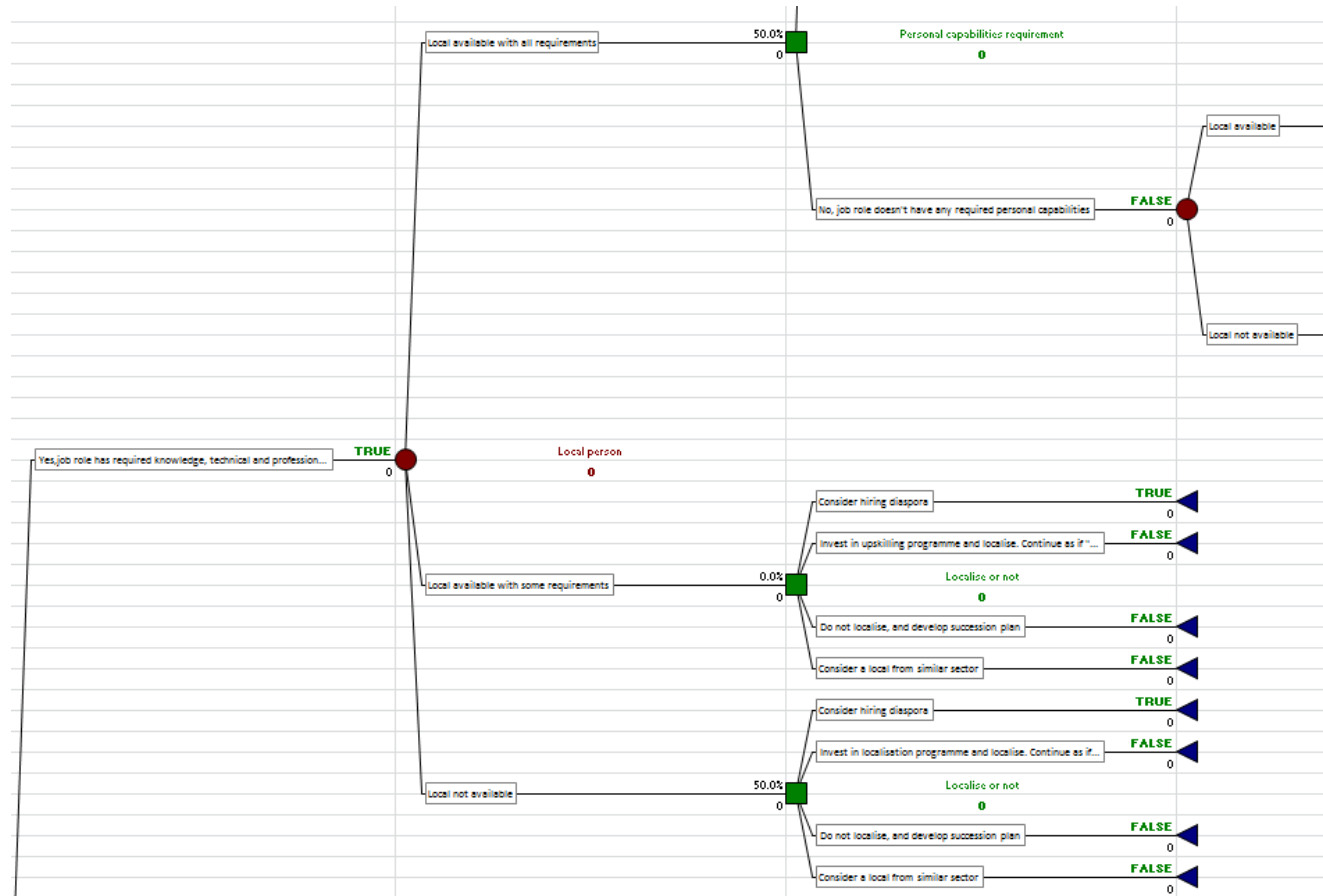 Local available with all requirements
50.0%
0
Personal capabilities requirement
0
Local available
No, job role doesn't have any required personal capabilities
FALSE
0
Local not available
Yes,job role has required knowledge, technical and profession...
TRUE
0
Local person
0
Consider hiring diaspora
TRUE
0
Invest in upskilling programme and localise. Continue as if "...
FALSE
0
Local available with some requirements
0.0%
0
Localise or not
0
Do not localise, and develop succession plan
FALSE
0
Consider a local from similar sector
FALSE
0
Consider hiring diaspora
TRUE
0
Invest in localisation programme and localise. Continue as if...
FALSE
0
Local not available
50.0%
0
Localise or not
0
Do not localise, and develop succession plan
FALSE
0
Consider a local from similar sector
FALSE
0